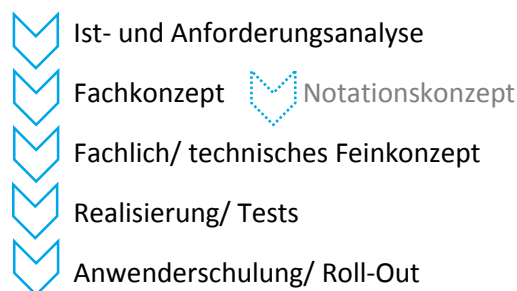 Ist- und Anforderungsanalyse
Fachkonzept Notationskonzept
Fachlich/ technisches Feinkonzept
Realisierung/ Tests
Anwenderschulung/ Roll-Out